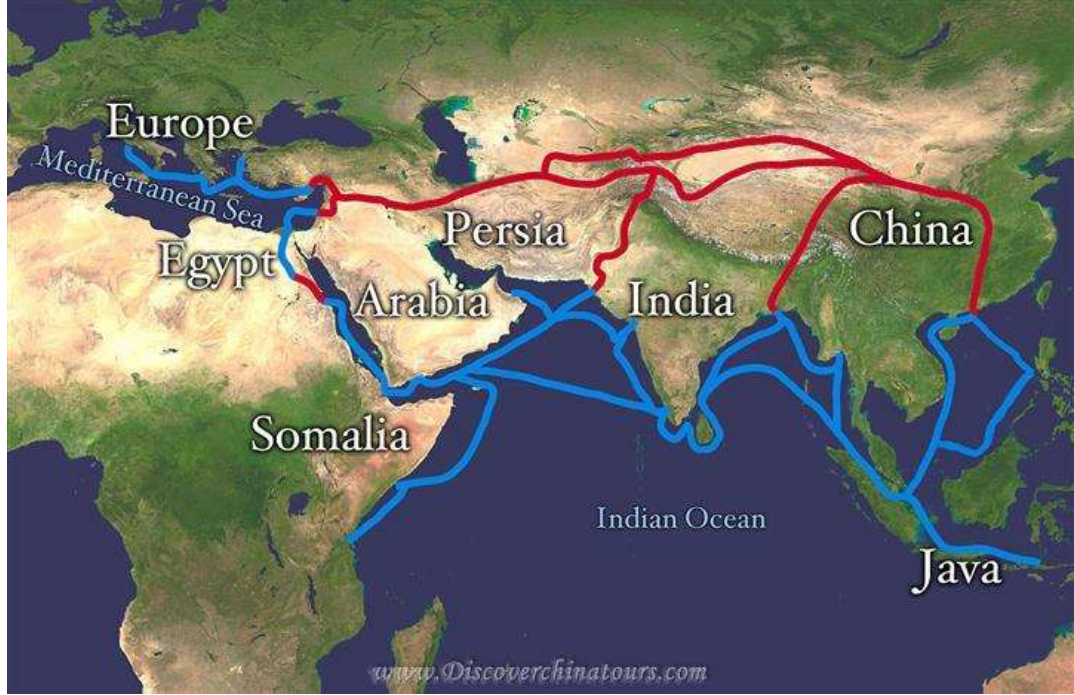 Europe
Mediterranean Sea
Egypt
Persia
China
Arabia
India
Somalia
Indian Ocean
Java
www.Discoverchinatours.com